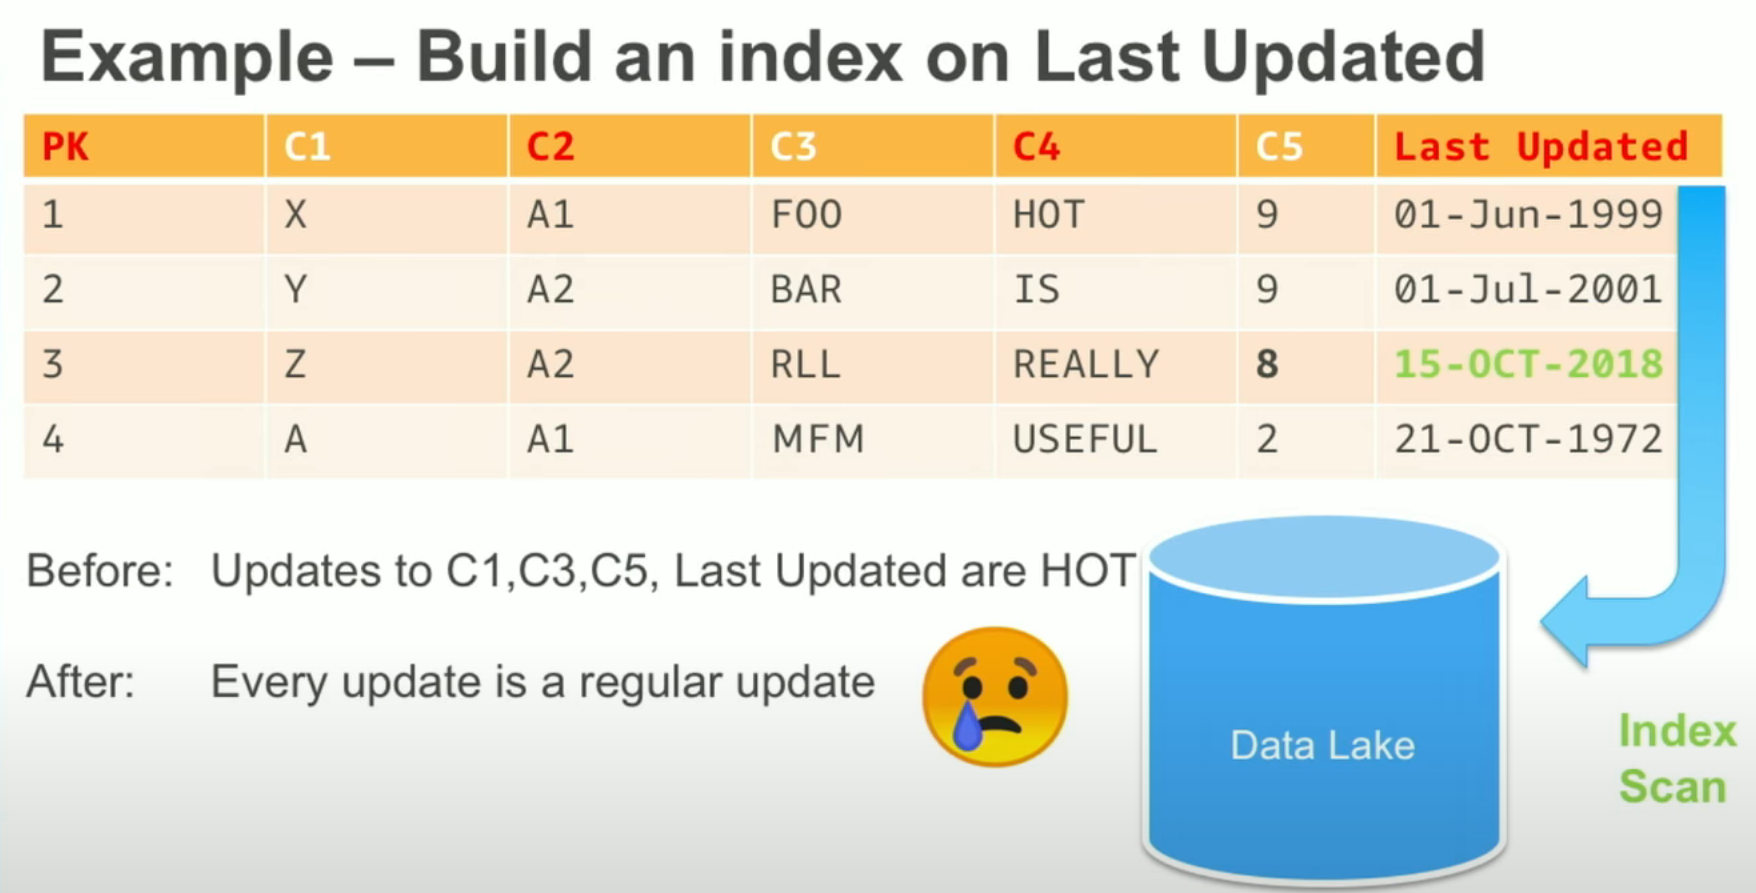 Example – Build an index on Last Updated
PK C1 C2 C3 C4 C5 Last Updated
1 X A1 FOO HOT 9 01-Jun-1999
2 Y A2 BAR IS 9 01-Jul-2001
3 Z A2 RLL REALLY 8 15-OCT-2018
4 A A1 MFM USEFUL 2 21-OCT-1972
Before: Updates to C1,C3,C5, Last Updated are HOT
After: Every update is a regular update
Data Lake
Index
Scan